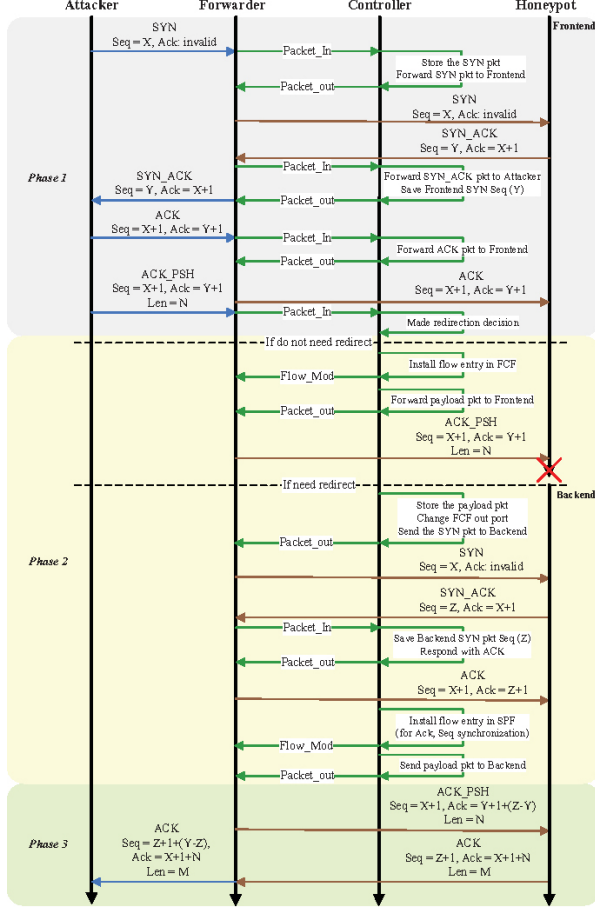 Attacker Forwarder Controller Honeypot
Frontend
SYN
Seq = X, Ack: invalid
Packet_In
Store the SYN pkt
Forward SYN pkt to Frontend
Packet_out
SYN
Seq = X, Ack: invalid
SYN_ACK
Seq = Y, Ack = X+1
Packet_In
Phase 1
SYN_ACK
Seq = Y, Ack = X+1
Forward SYN_ACK pkt to Attacker
Save Frontend SYN Seq (Y)
Packet_out
ACK
Seq = X+1, Ack = Y+1
Packet_In
Forward ACK pkt to Frontend
Packet_out
ACK_PSH
Seq = X+1, Ack = Y+1
Len = N
ACK
Seq = X+1, Ack = Y+1
Packet_In
Made redirection decision
If do not need redirect
Install flow entry in FCF
Flow_Mod
Forward payload pkt to Frontend
Packet_out
ACK_PSH
Seq = X+1, Ack = Y+1
Len = N
If need redirect
Backend
Store the payload pkt
Change FCF out port
Send the SYN pkt to Backend
Packet_out
Phase 2
SYN
Seq = X, Ack: invalid
SYN_ACK
Seq = Z, Ack = X+1
Packet_In
Save Backend SYN pkt Seq (Z)
Respond with ACK
Packet_out
ACK
Seq = X+1, Ack = Z+1
Install flow entry in SPF
(for Ack, Seq synchronization)
Flow_Mod
Send payload pkt to Backend
Packet_out
ACK_PSH
Seq = X+1, Ack = Y+1+(Z-Y)
Len = N
Phase 3
ACK
Seq = Z+1+(Y-Z),
Ack = X+1+N
Len = M
ACK
Seq = Z+1, Ack = X+1+N
Len = M